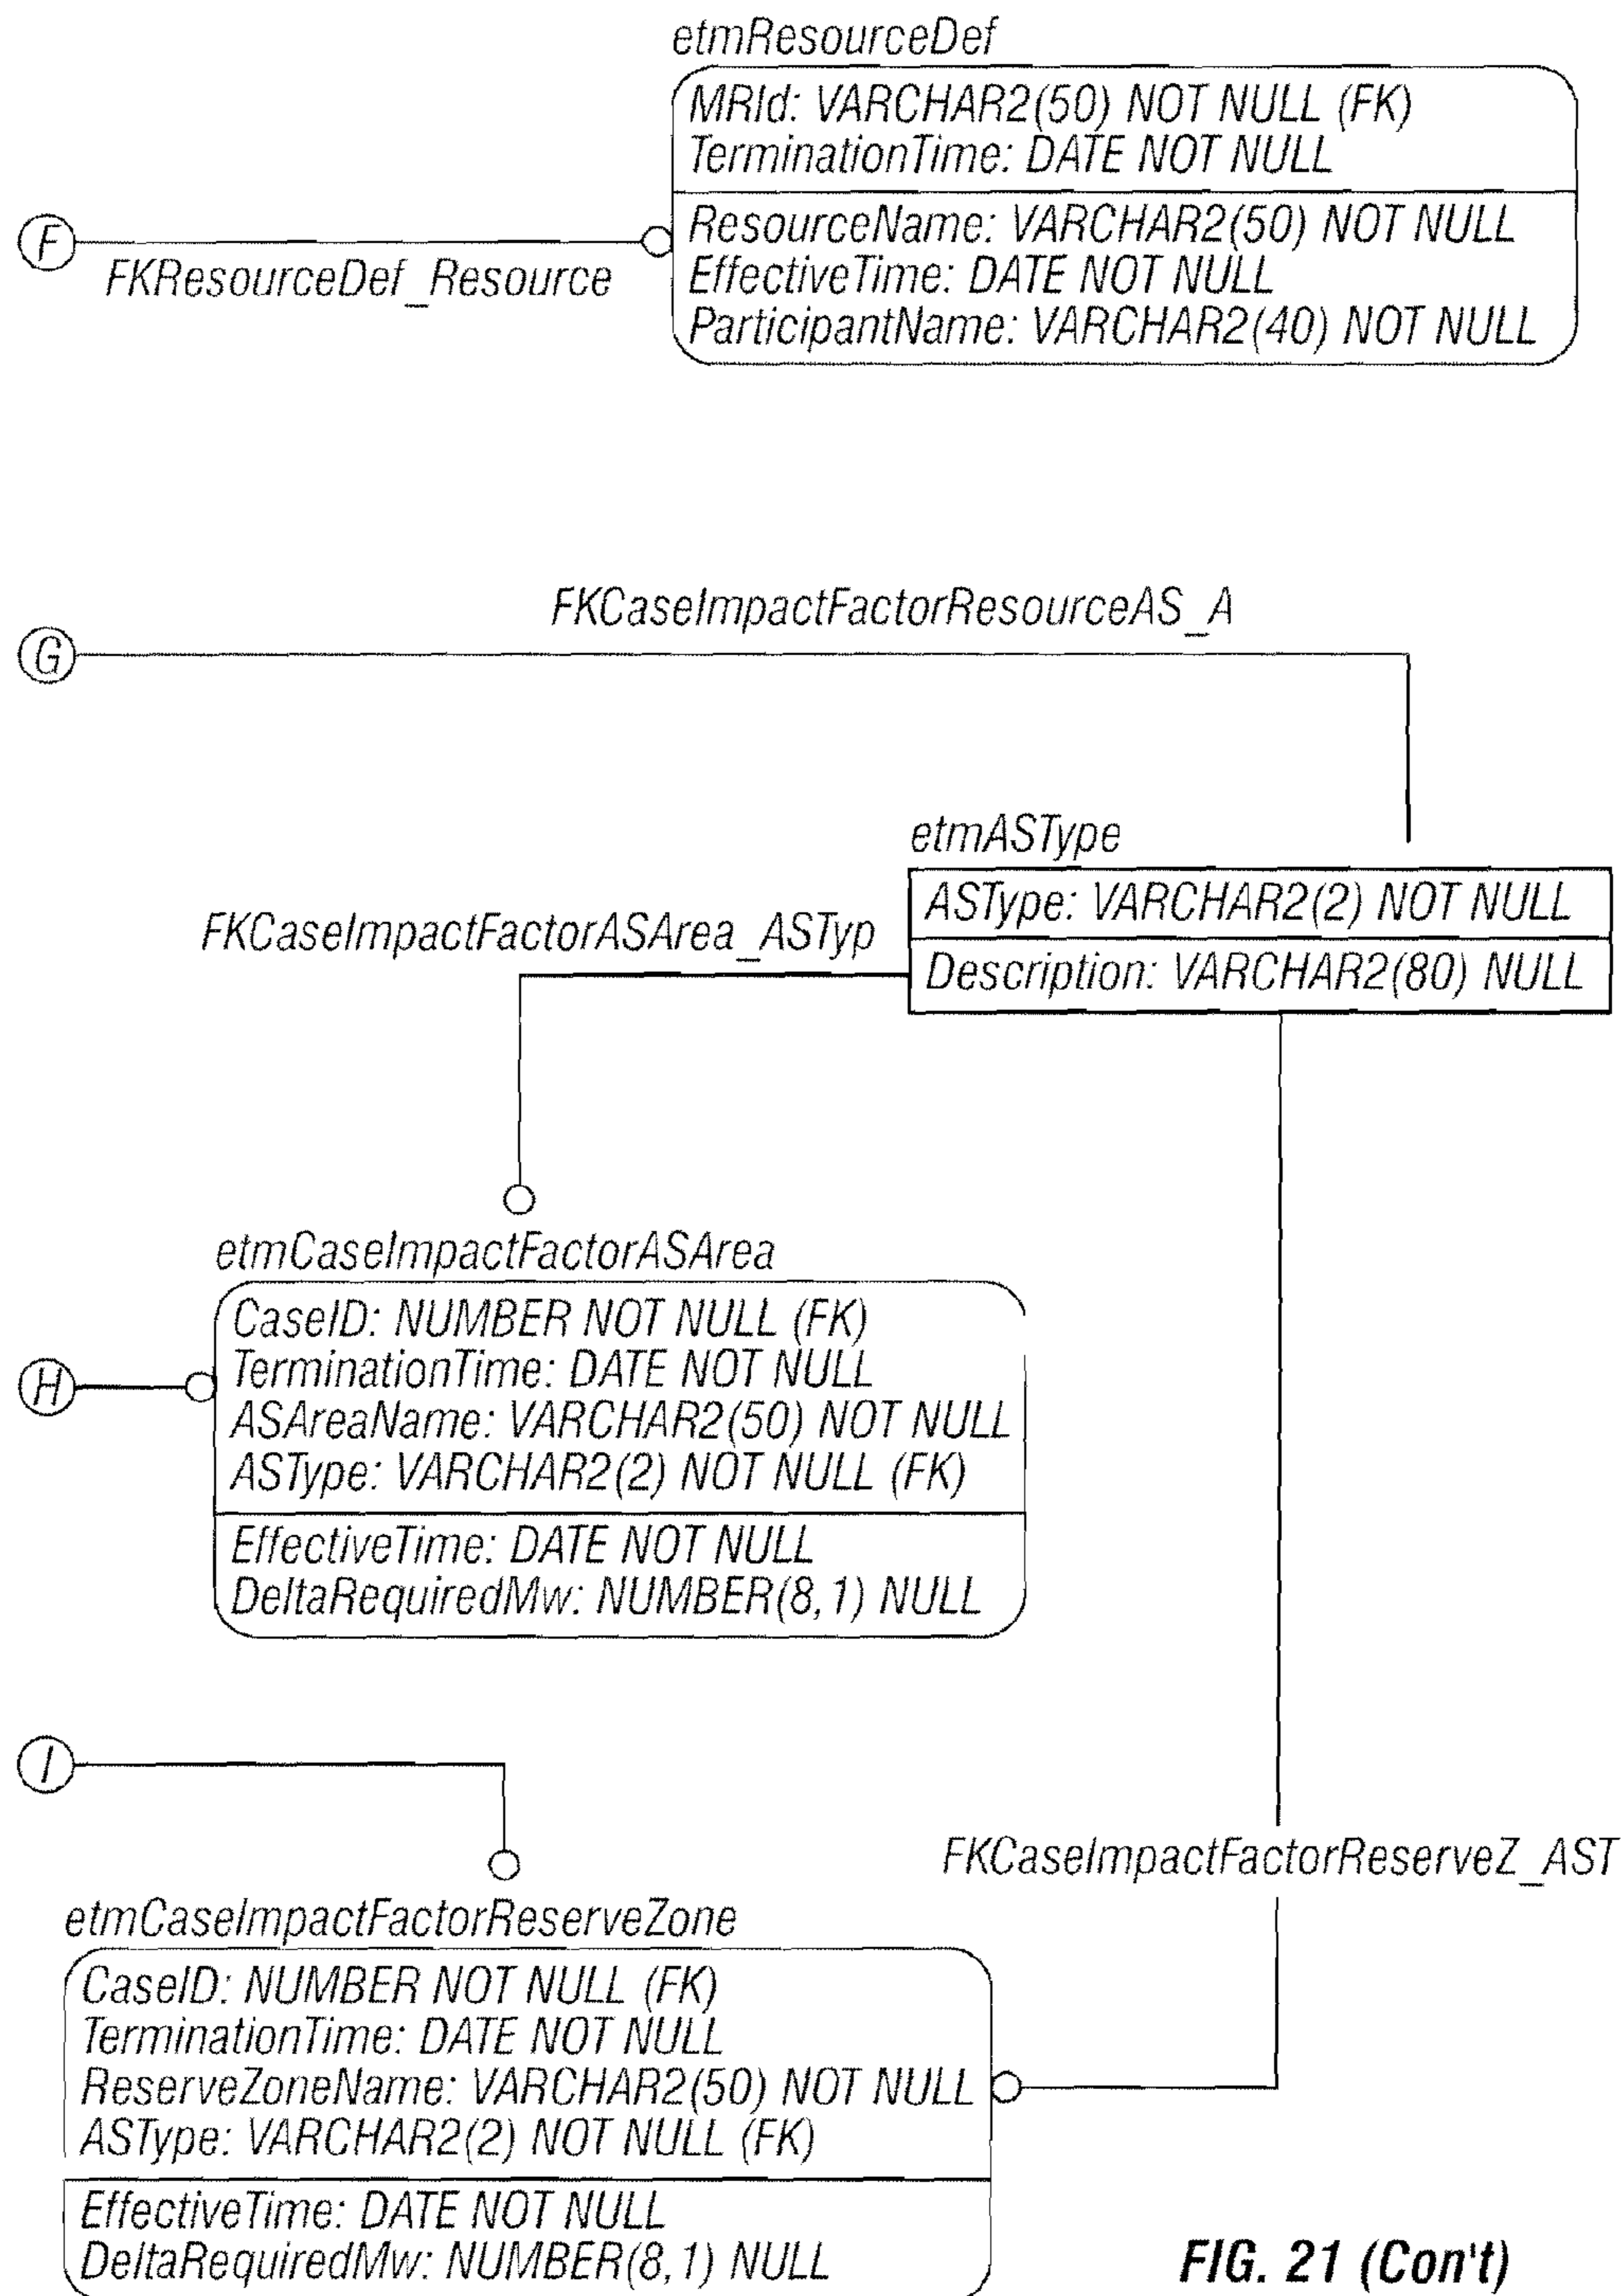 etmResourceDef
MRId: VARCHAR2(50) NOT NULL (FK)
TerminationTime: DATE NOT NULL
ResourceName: VARCHAR2(50) NOT NULL
EffectiveTime: DATE NOT NULL
ParticipantName: VARCHAR2(40) NOT NULL
F
FKResourceDef_Resource
FKCaseImpactFactorResourceAS_A
G
etmASType
ASType: VARCHAR2(2) NOT NULL
Description: VARCHAR2(80) NULL
FKCaseImpactFactorASArea_ASTyp
etmCaseImpactFactorASArea
CaseID: NUMBER NOT NULL (FK)
TerminationTime: DATE NOT NULL
ASAreaName: VARCHAR2(50) NOT NULL
ASType: VARCHAR2(2) NOT NULL (FK)
EffectiveTime: DATE NOT NULL
DeltaRequiredMw: NUMBER(8,1) NULL
H
I
FKCaseImpactFactorReserveZ_AST
etmCaseImpactFactorReserveZone
CaseID: NUMBER NOT NULL (FK)
TerminationTime: DATE NOT NULL
ReserveZoneName: VARCHAR2(50) NOT NULL
ASType: VARCHAR2(2) NOT NULL (FK)
EffectiveTime: DATE NOT NULL
DeltaRequiredMw: NUMBER(8,1) NULL
FIG. 21 (Con't)